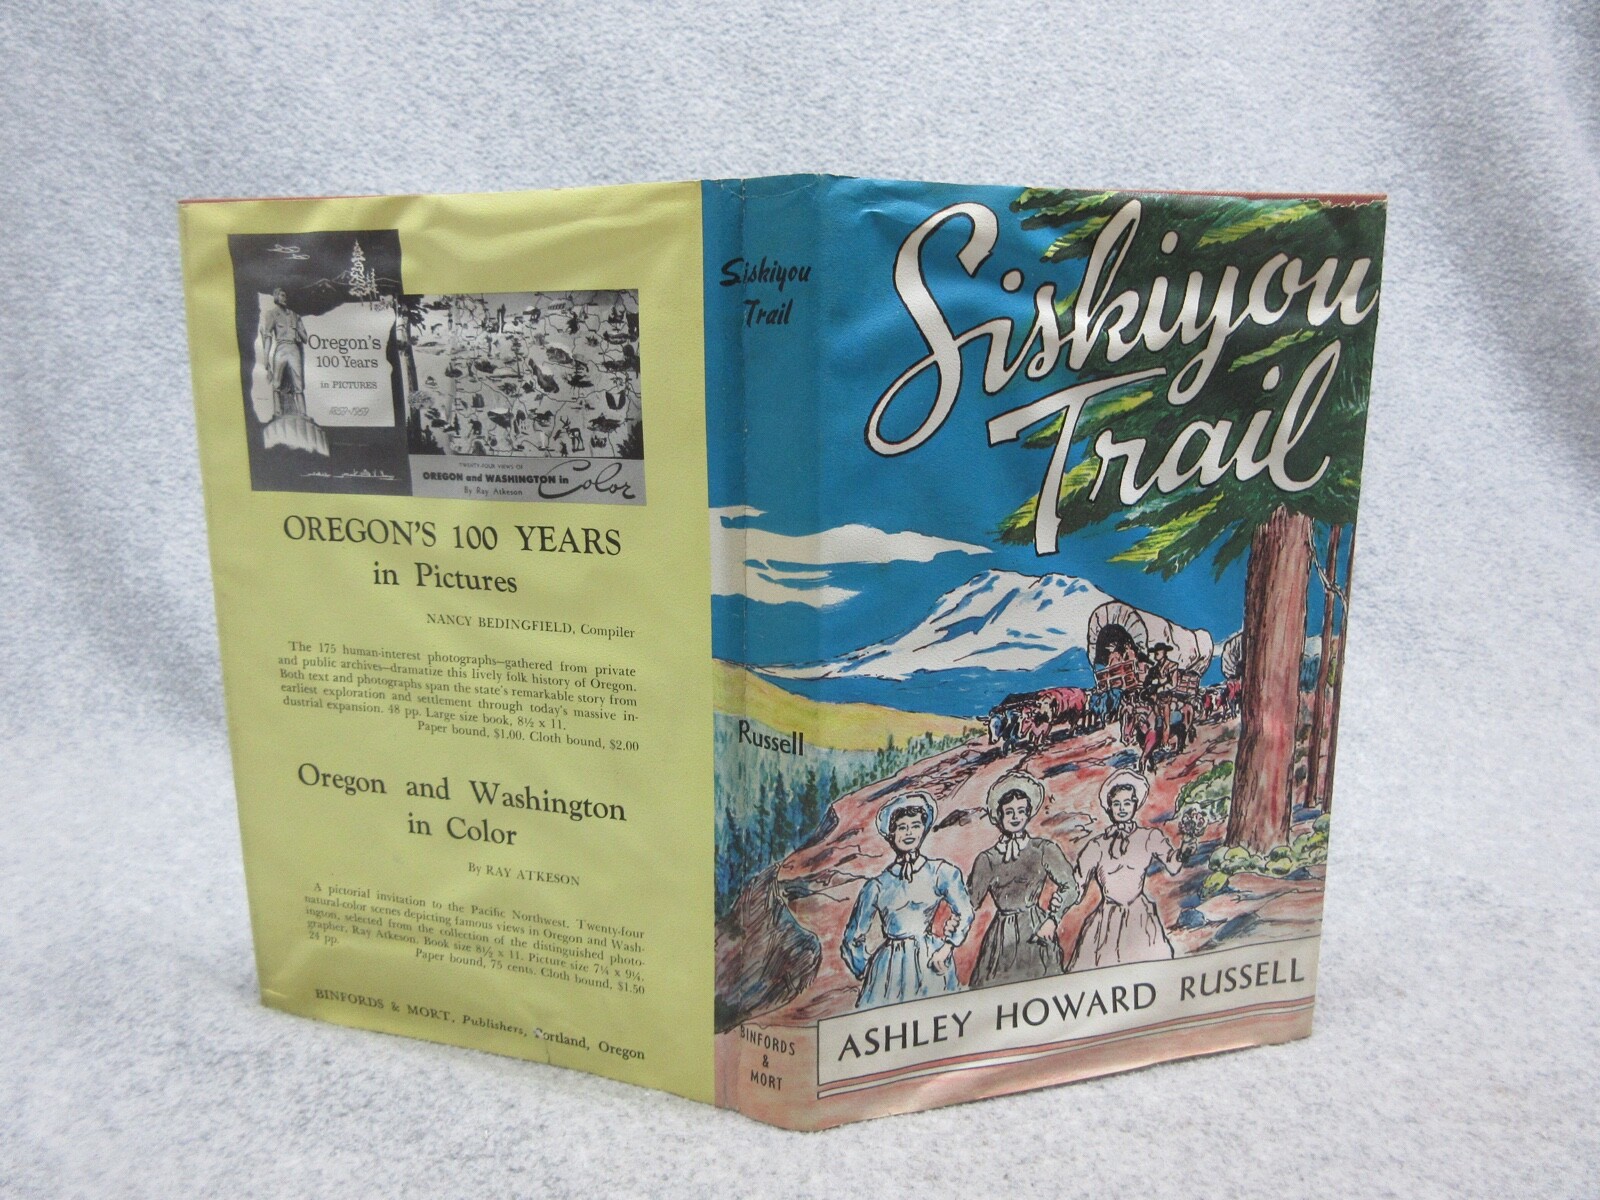 Oregon's
100 Years
in PICTURES
1857-1959
TWENTY-FOUR VIEWS OF
OREGON and WASHINGTON in Color
By Ray Atkeson
OREGON'S 100 YEARS
in Pictures
NANCY BEDINGFIELD, Compiler
The 175 human-interest photographs—gathered from private
and public archives—dramatize this lively folk history of Oregon.
Both text and photographs span the state's remarkable story from
earliest exploration and settlement through today's massive in-
dustrial expansion. 48 pp. Large size book, 8½ x 11.
Paper bound, $1.00. Cloth bound, $2.00
Oregon and Washington
in Color
By RAY ATKESON
A pictorial invitation to the Pacific Northwest. Twenty-four
natural-color scenes depicting famous views in Oregon and Wash-
ington, selected from the collection of the distinguished photo-
grapher, Ray Atkeson. Book size 8½ x 11. Picture size 7¼ x 9¼.
24 pp.
Paper bound, 75 cents. Cloth bound, $1.50
BINFORDS & MORT, Publishers, Portland, Oregon
Siskiyou
Trail
Russell
BINFORDS
&
MORT
Siskiyou
Trail
ASHLEY HOWARD RUSSELL